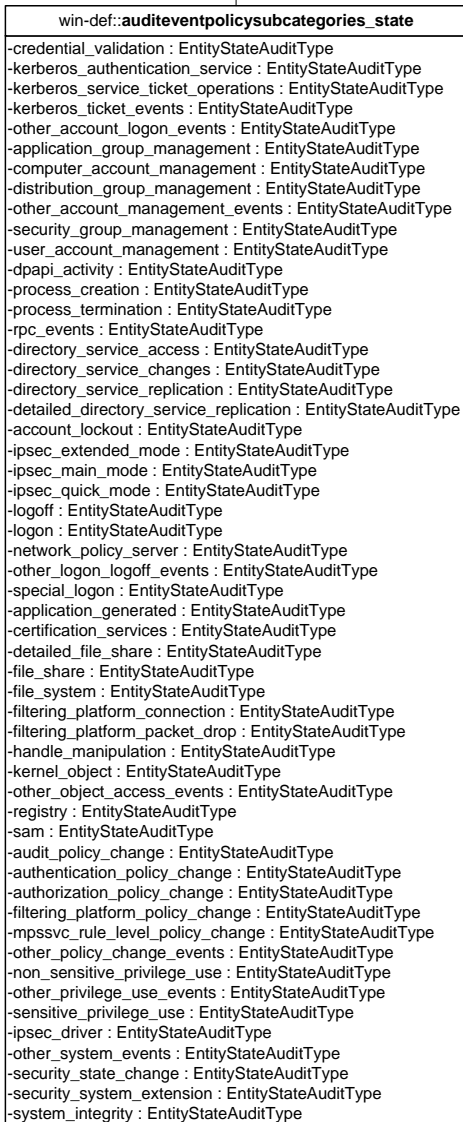 win-def::auditeventpolicysubcategories_state
-credential_validation : EntityStateAuditType
-kerberos_authentication_service : EntityStateAuditType
-kerberos_service_ticket_operations : EntityStateAuditType
-kerberos_ticket_events : EntityStateAuditType
-other_account_logon_events : EntityStateAuditType
-application_group_management : EntityStateAuditType
-computer_account_management : EntityStateAuditType
-distribution_group_management : EntityStateAuditType
-other_account_management_events : EntityStateAuditType
-security_group_management : EntityStateAuditType
-user_account_management : EntityStateAuditType
-dpapi_activity : EntityStateAuditType
-process_creation : EntityStateAuditType
-process_termination : EntityStateAuditType
-rpc_events : EntityStateAuditType
-directory_service_access : EntityStateAuditType
-directory_service_changes : EntityStateAuditType
-directory_service_replication : EntityStateAuditType
-detailed_directory_service_replication : EntityStateAuditType
-account_lockout : EntityStateAuditType
-ipsec_extended_mode : EntityStateAuditType
-ipsec_main_mode : EntityStateAuditType
-ipsec_quick_mode : EntityStateAuditType
-logoff : EntityStateAuditType
-logon : EntityStateAuditType
-network_policy_server : EntityStateAuditType
-other_logon_logoff_events : EntityStateAuditType
-special_logon : EntityStateAuditType
-application_generated : EntityStateAuditType
-certification_services : EntityStateAuditType
-detailed_file_share : EntityStateAuditType
-file_share : EntityStateAuditType
-file_system : EntityStateAuditType
-filtering_platform_connection : EntityStateAuditType
-filtering_platform_packet_drop : EntityStateAuditType
-handle_manipulation : EntityStateAuditType
-kernel_object : EntityStateAuditType
-other_object_access_events : EntityStateAuditType
-registry : EntityStateAuditType
-sam : EntityStateAuditType
-audit_policy_change : EntityStateAuditType
-authentication_policy_change : EntityStateAuditType
-authorization_policy_change : EntityStateAuditType
-filtering_platform_policy_change : EntityStateAuditType
-mpssvc_rule_level_policy_change : EntityStateAuditType
-other_policy_change_events : EntityStateAuditType
-non_sensitive_privilege_use : EntityStateAuditType
-other_privilege_use_events : EntityStateAuditType
-sensitive_privilege_use : EntityStateAuditType
-ipsec_driver : EntityStateAuditType
-other_system_events : EntityStateAuditType
-security_state_change : EntityStateAuditType
-security_system_extension : EntityStateAuditType
-system_integrity : EntityStateAuditType